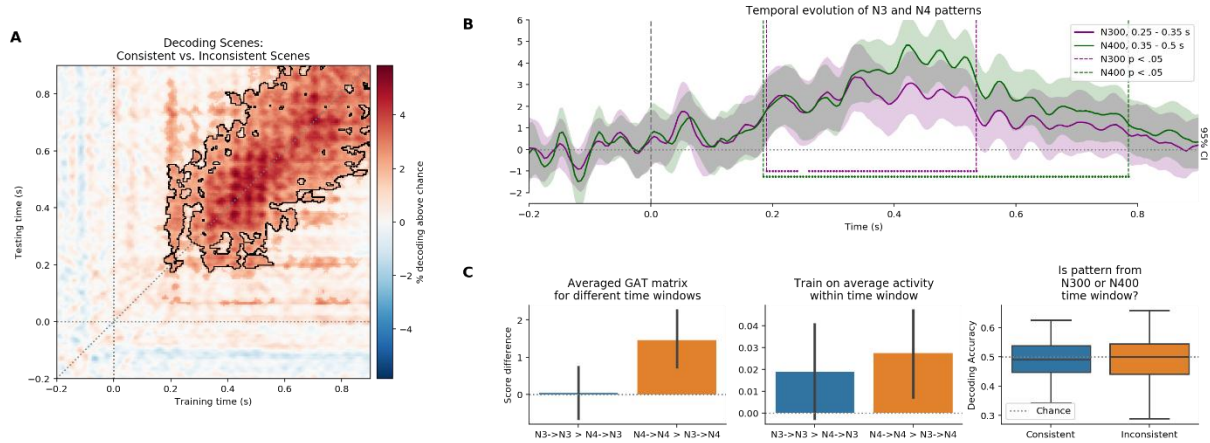 A
Decoding Scenes:
Consistent vs. Inconsistent Scenes
Testing time (s)
0.8
0.6
0.4
0.2
0.0
−0.2
−0.2
0.0
0.2
0.4
0.6
0.8
Training time (s)
4
2
0
−2
−4
% decoding above chance
B
Temporal evolution of N3 and N4 patterns
6
5
4
3
2
1
0
−1
−2
N300, 0.25 - 0.35 s
N400, 0.35 - 0.5 s
N300 p < .05
N400 p < .05
95% CI
−0.2
0.0
0.2
0.4
0.6
0.8
Time (s)
C
Averaged GAT matrix
for different time windows
Score difference
2
1
0
N3->N3 > N4->N3
N4->N4 > N3->N4
Train on average activity
within time window
0.04
0.03
0.02
0.01
0.00
N3->N3 > N4->N3
N4->N4 > N3->N4
Is pattern from
N300 or N400
time window?
Decoding Accuracy
0.6
0.5
0.4
0.3
Chance
Consistent
Inconsistent